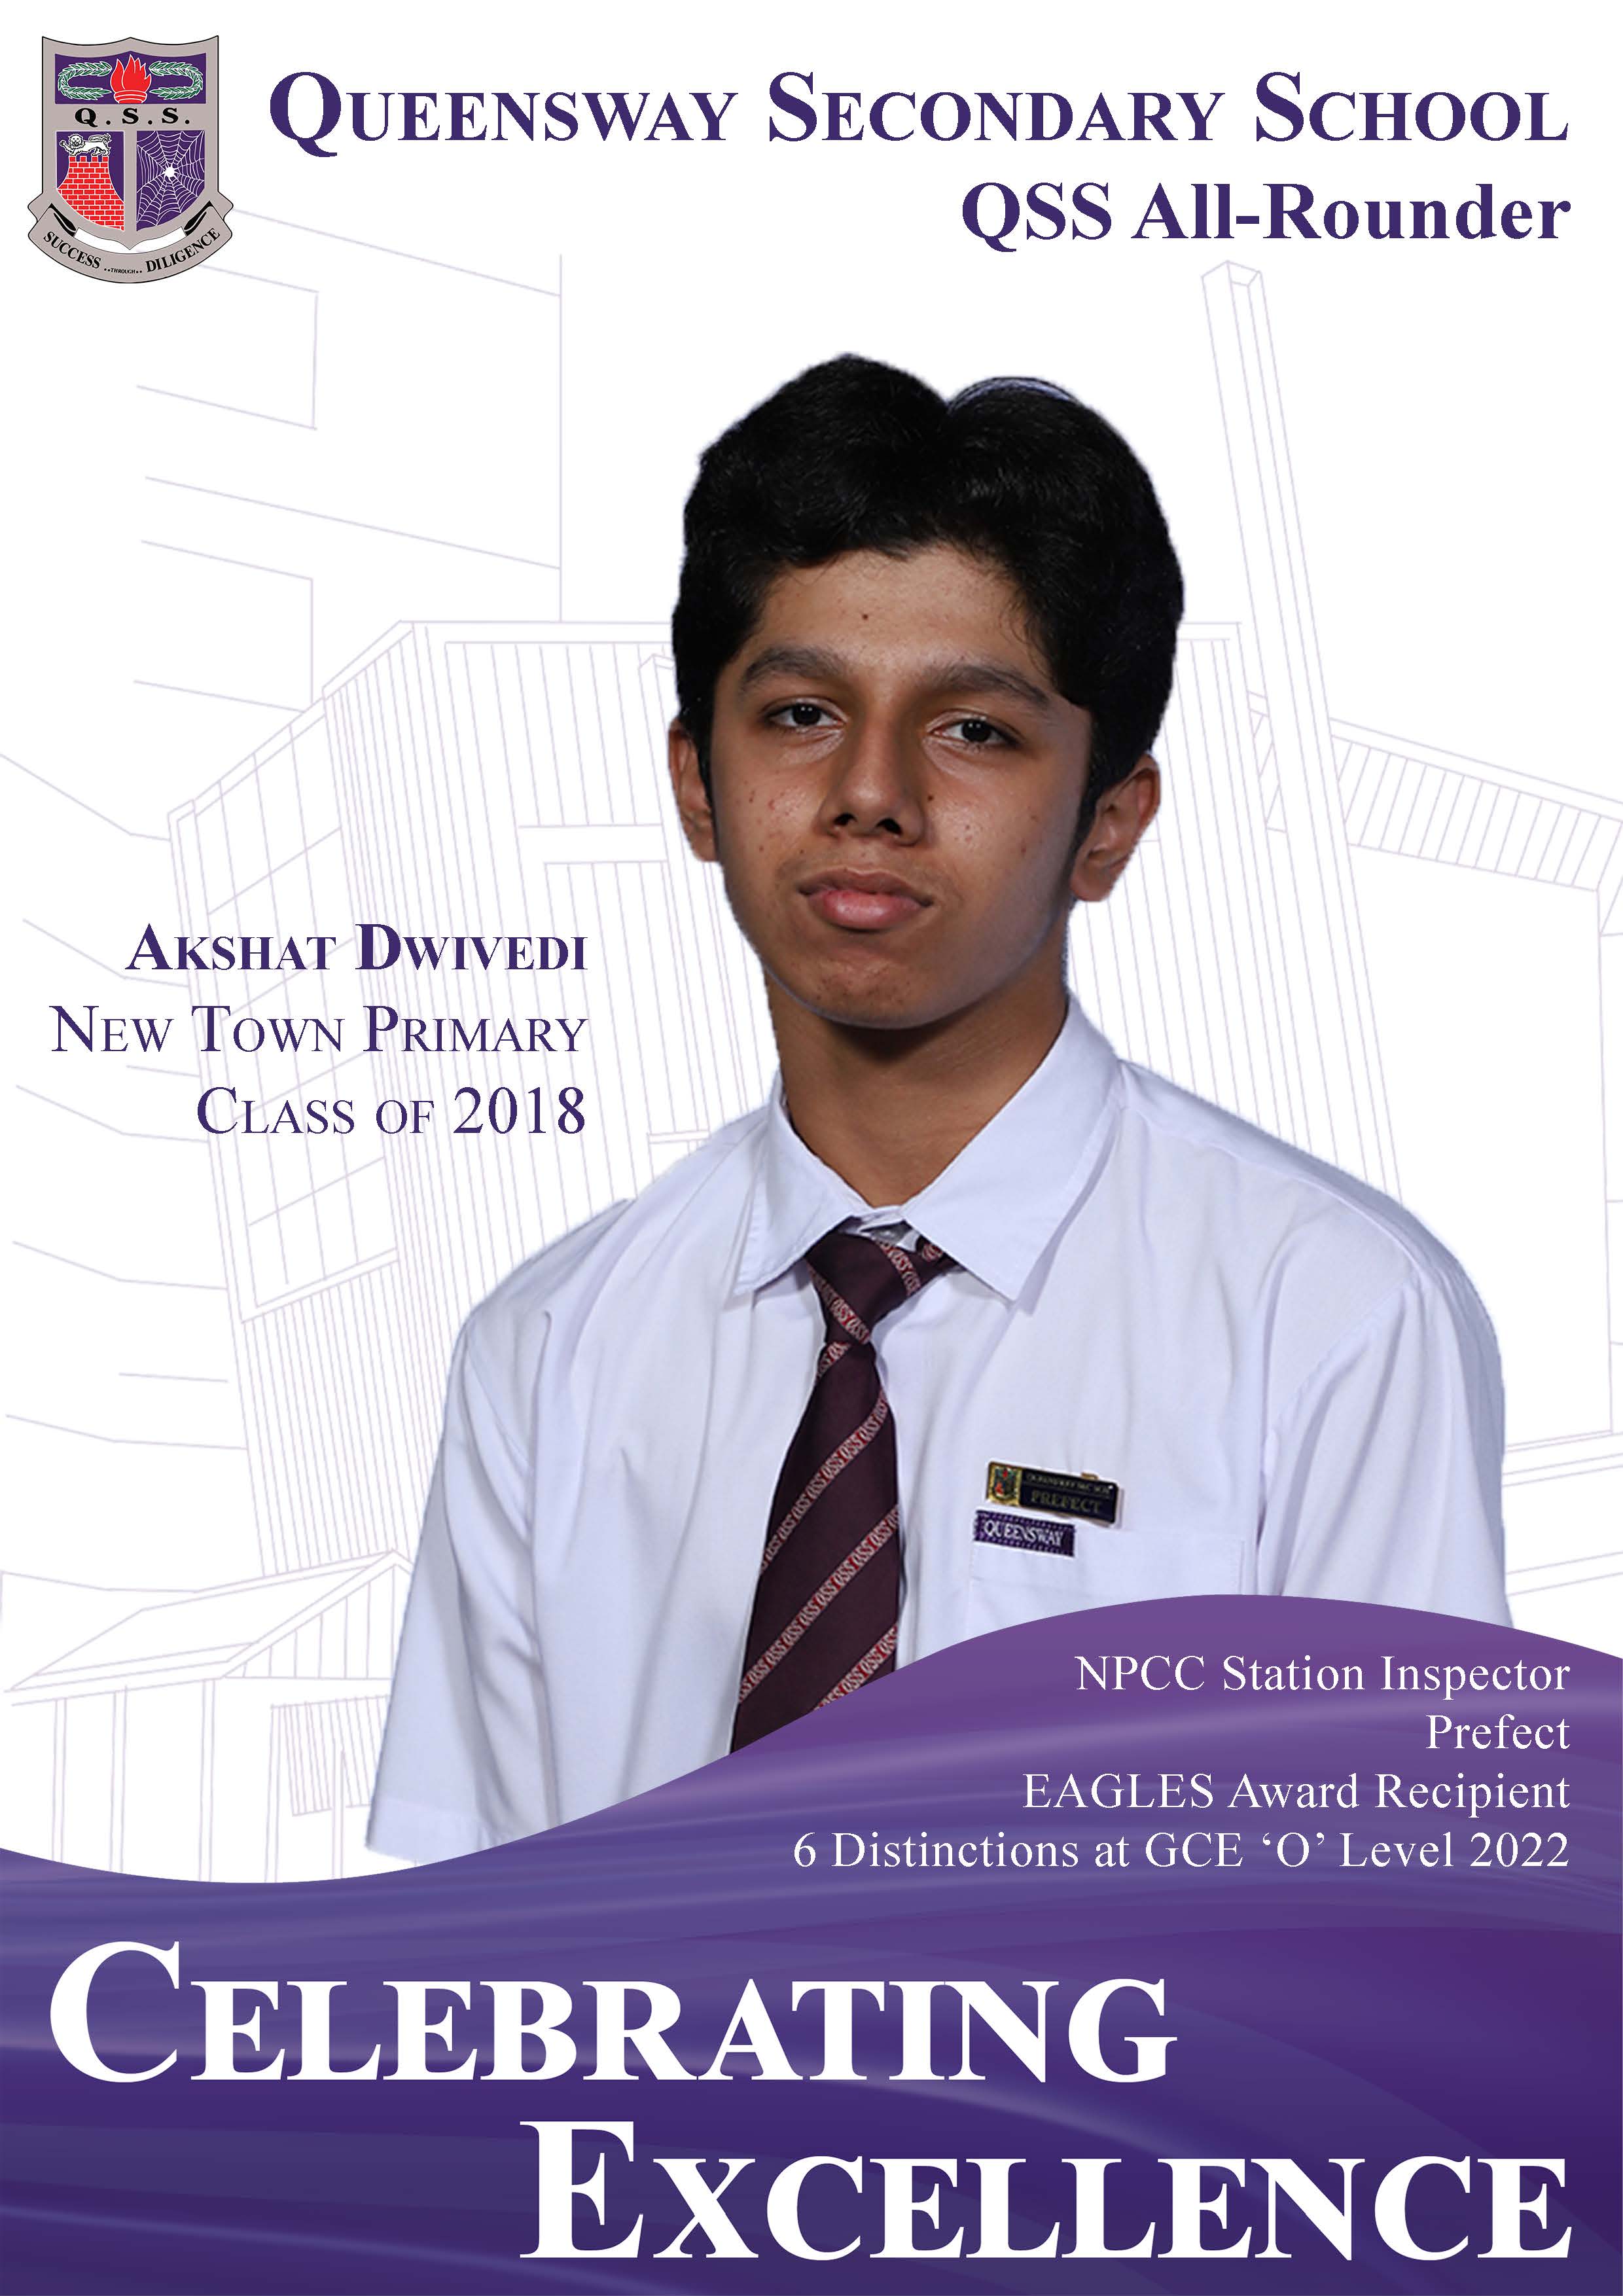 Q.S.S.
SUCCESS ..THROUGH.. DILIGENCE
QUEENSWAY SECONDARY SCHOOL
QSS All-Rounder
AKSHAT DWIVEDI
NEW TOWN PRIMARY
CLASS OF 2018
PREFECT
QUEENSWAY
NPCC Station Inspector
Prefect
EAGLES Award Recipient
6 Distinctions at GCE ‘O’ Level 2022
CELEBRATING
EXCELLENCE